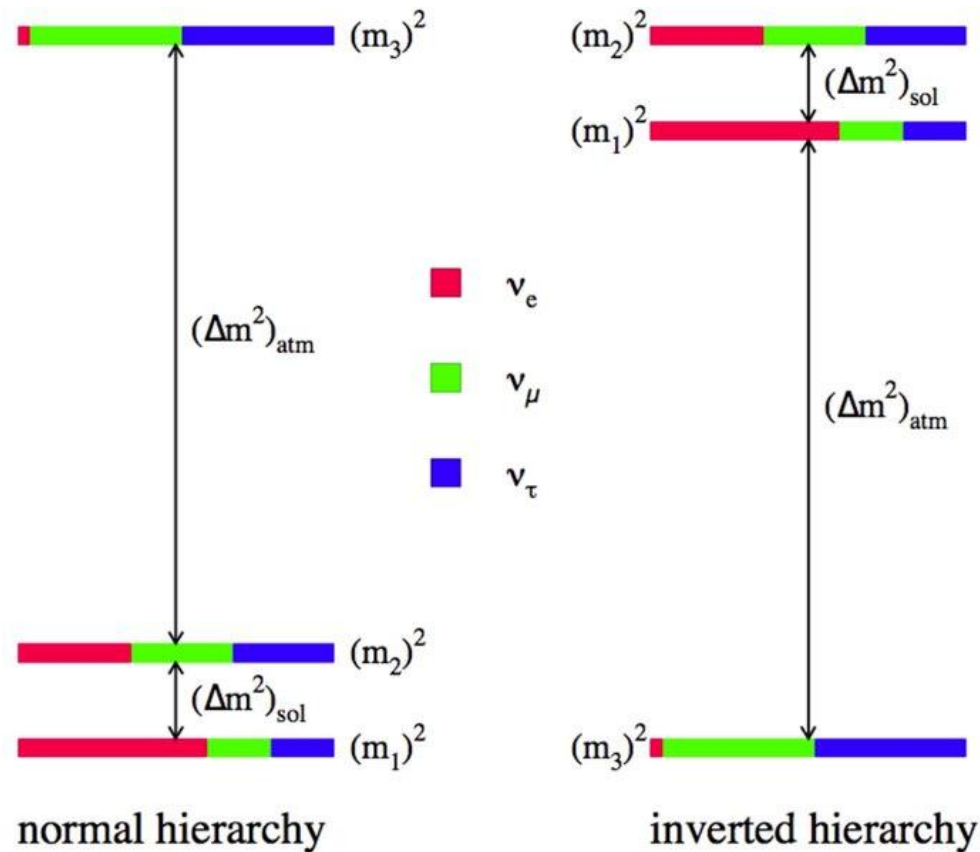 (m₃)²
(Δm²)atm
(m₂)²
(Δm²)sol
(m₁)²
normal hierarchy
νe
νμ
ντ
(m₂)²
(Δm²)sol
(m₁)²
(Δm²)atm
(m₃)²
inverted hierarchy